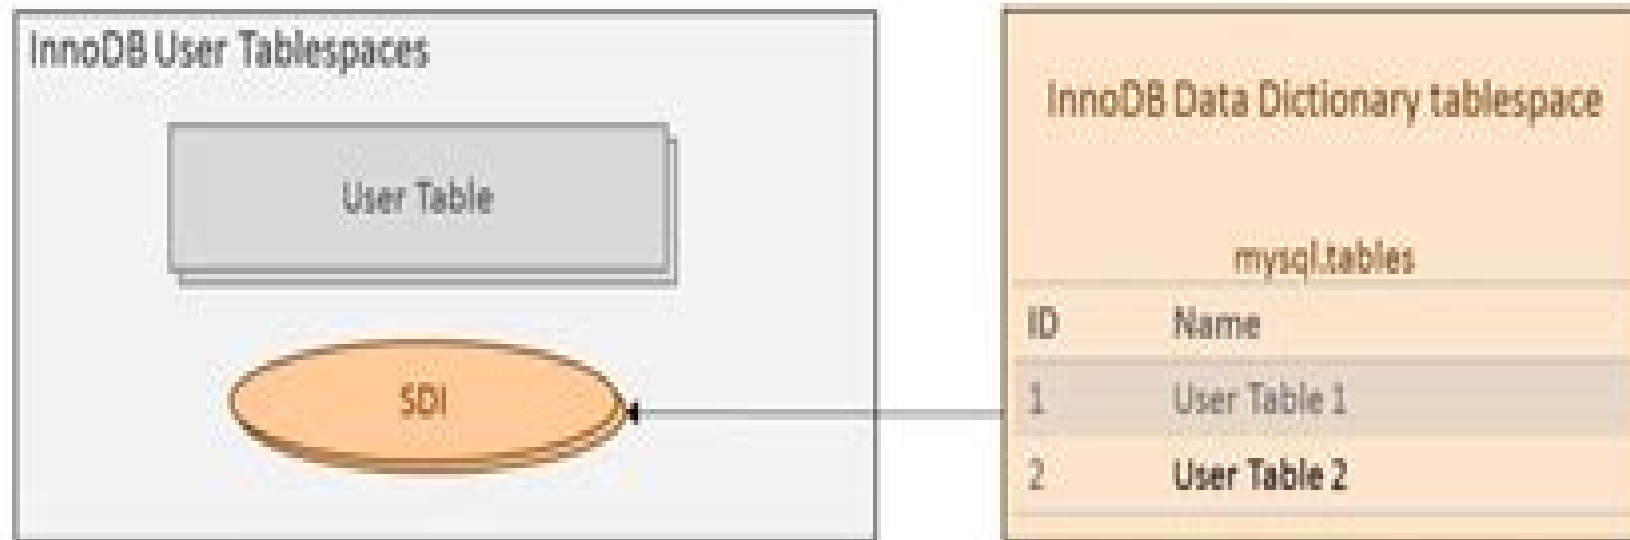 InnoDB User Tablespaces
User Table
SDI
InnoDB Data Dictionary tablespace
mysql.tables
ID Name
1 User Table 1
2 User Table 2